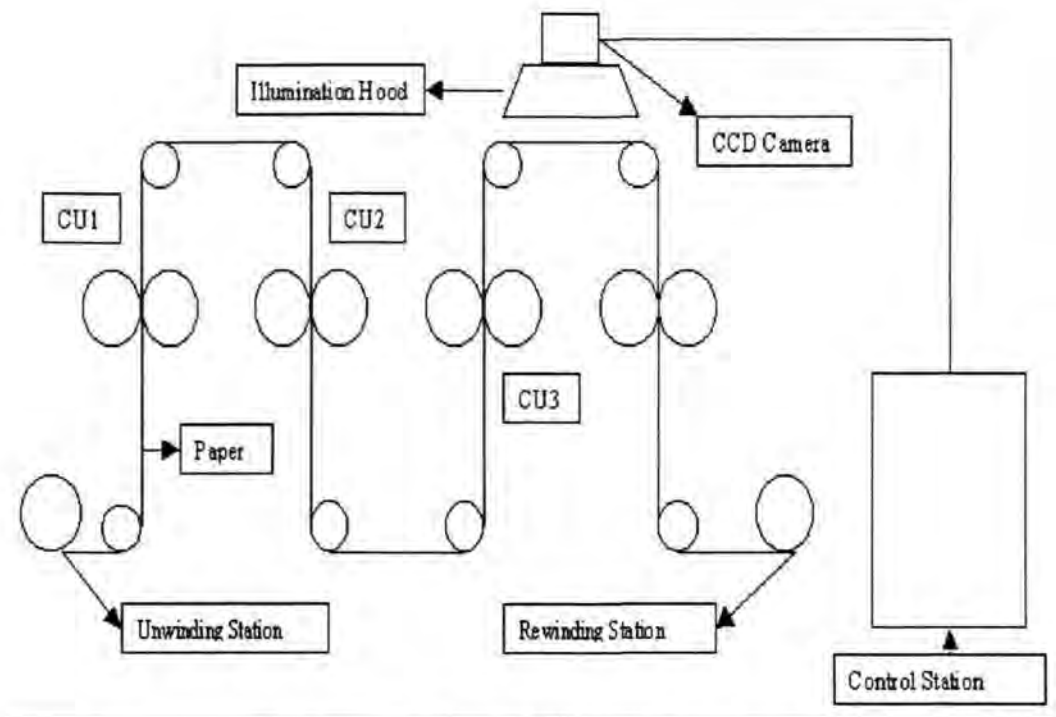 Illumination Hood
CCD Camera
CU1
CU2
CU3
Paper
Unwinding Station
Rewinding Station
Control Station